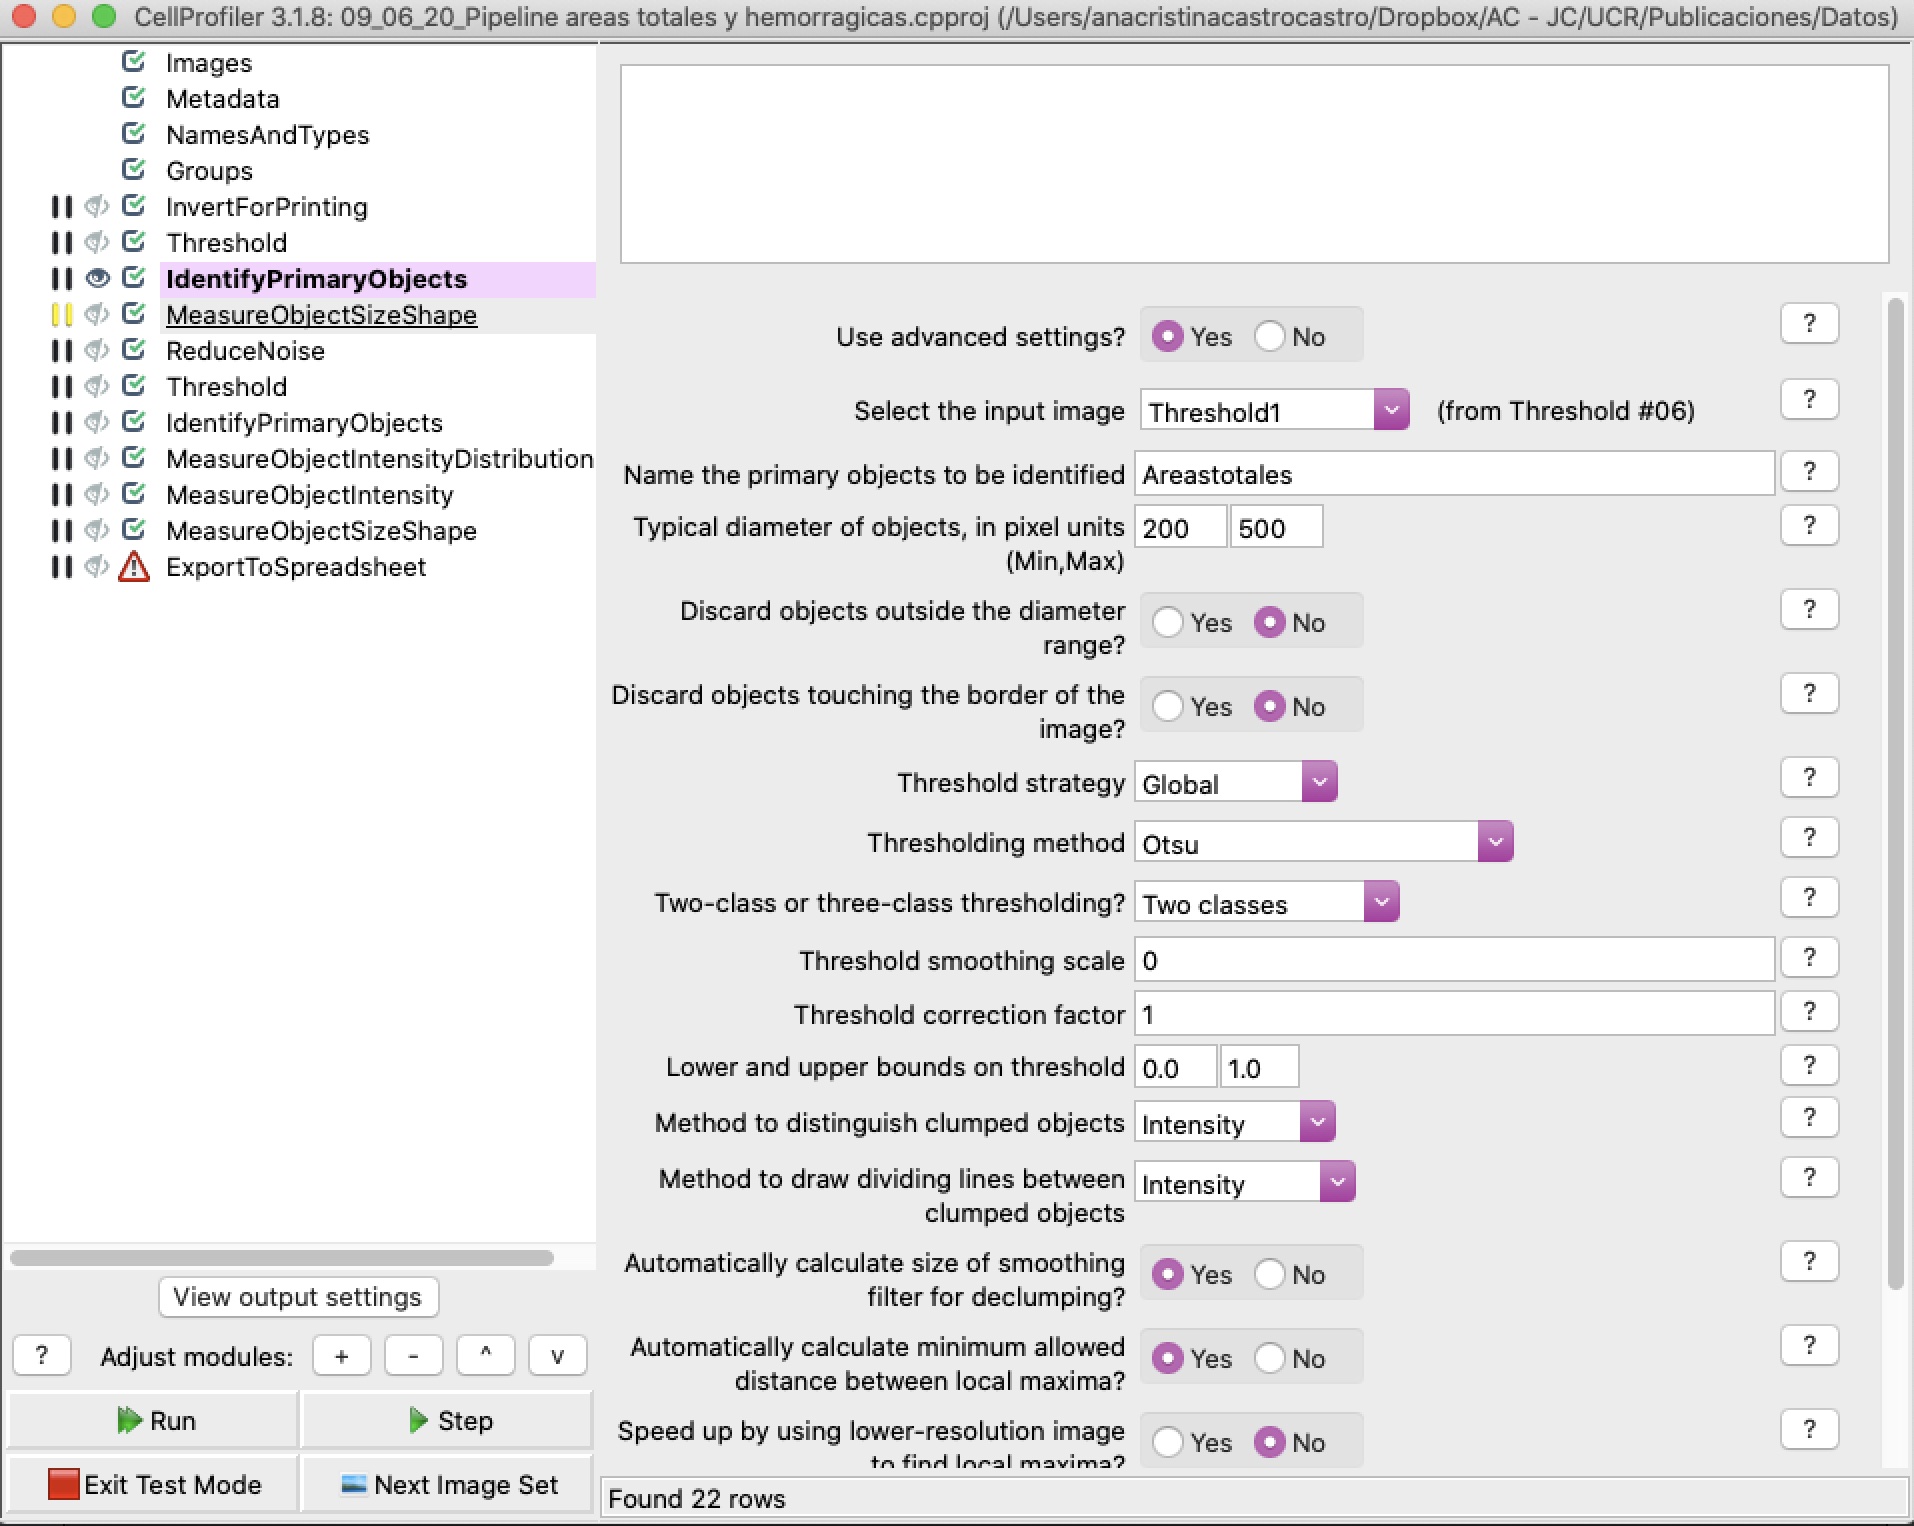 CellProfiler 3.1.8: 09_06_20_Pipeline areas totales y hemorragicas.cpproj (/Users/anacristinacastrocastro/Dropbox/AC - JC/UCR/Publicaciones/Datos)
Images
Metadata
NamesAndTypes
Groups
InvertForPrinting
Threshold
IdentifyPrimaryObjects
MeasureObjectSizeShape
ReduceNoise
Threshold
IdentifyPrimaryObjects
MeasureObjectIntensityDistribution
MeasureObjectIntensity
MeasureObjectSizeShape
ExportToSpreadsheet
View output settings
? Adjust modules: + - ^ v
Run Step
Exit Test Mode Next Image Set
Use advanced settings? Yes No ?
Select the input image Threshold1 (from Threshold #06) ?
Name the primary objects to be identified Areastotales ?
Typical diameter of objects, in pixel units 200 500 ?
(Min,Max)
Discard objects outside the diameter Yes No ?
range?
Discard objects touching the border of the Yes No ?
image?
Threshold strategy Global ?
Thresholding method Otsu ?
Two-class or three-class thresholding? Two classes ?
Threshold smoothing scale 0 ?
Threshold correction factor 1 ?
Lower and upper bounds on threshold 0.0 1.0 ?
Method to distinguish clumped objects Intensity ?
Method to draw dividing lines between Intensity ?
clumped objects
Automatically calculate size of smoothing Yes No ?
filter for declumping?
Automatically calculate minimum allowed Yes No ?
distance between local maxima?
Speed up by using lower-resolution image Yes No ?
to find local maxima?
Found 22 rows